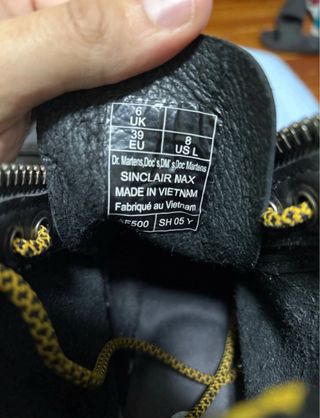 6 UK
39 EU 8 US L
Dr. Martens,Doc's,DM's,Doc Martens
SINCLAIR MAX
MADE IN VIETNAM
Fabriqué au Vietnam
SH 05 Y